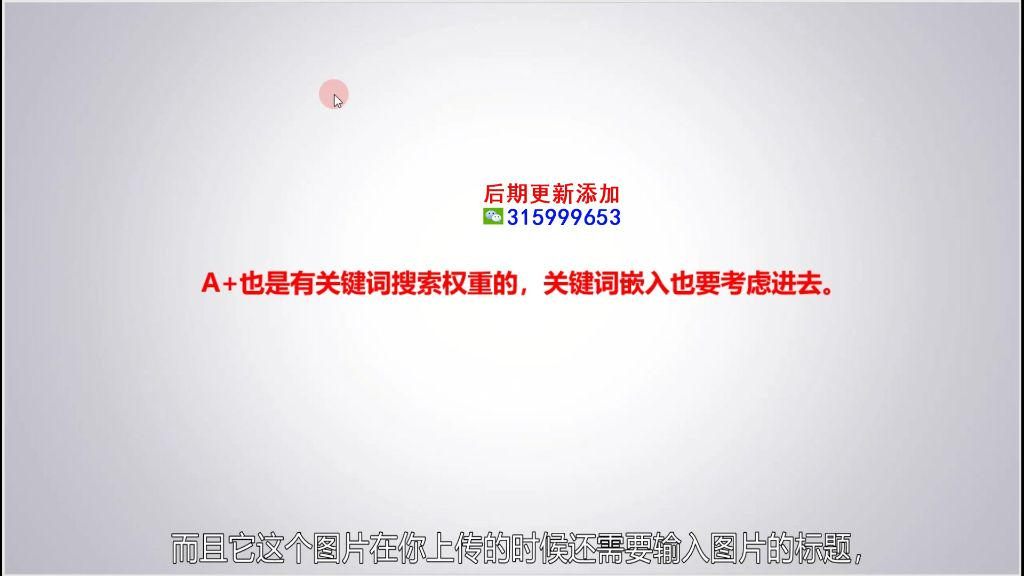 后期更新添加
315999653
A+也是有关键词搜索权重的，关键词嵌入也要考虑进去。
而且它这个图片在你上传的时候还需要输入图片的标题，